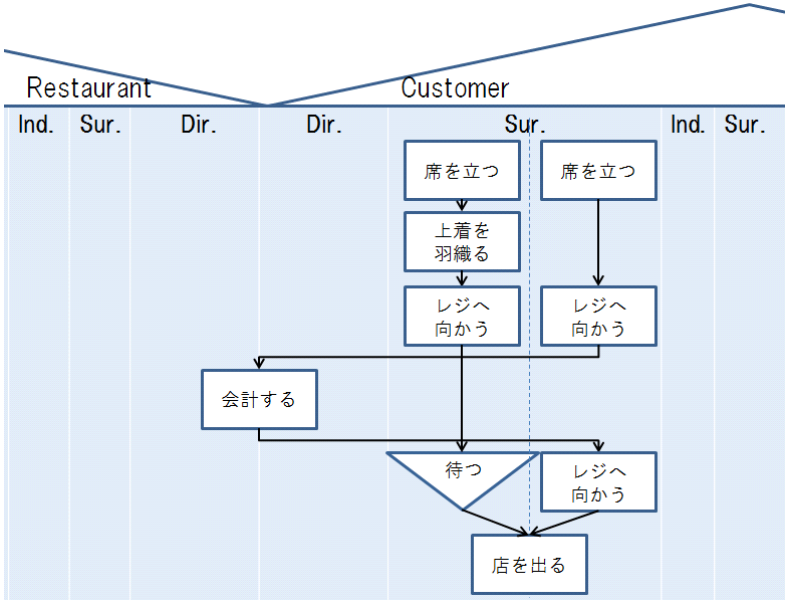 Restaurant
Customer
Ind.
Sur.
Dir.
Dir.
Sur.
Ind.
Sur.
席を立つ
席を立つ
上着を
羽織る
レジへ
向かう
レジへ
向かう
会計する
待つ
レジへ
向かう
店を出る